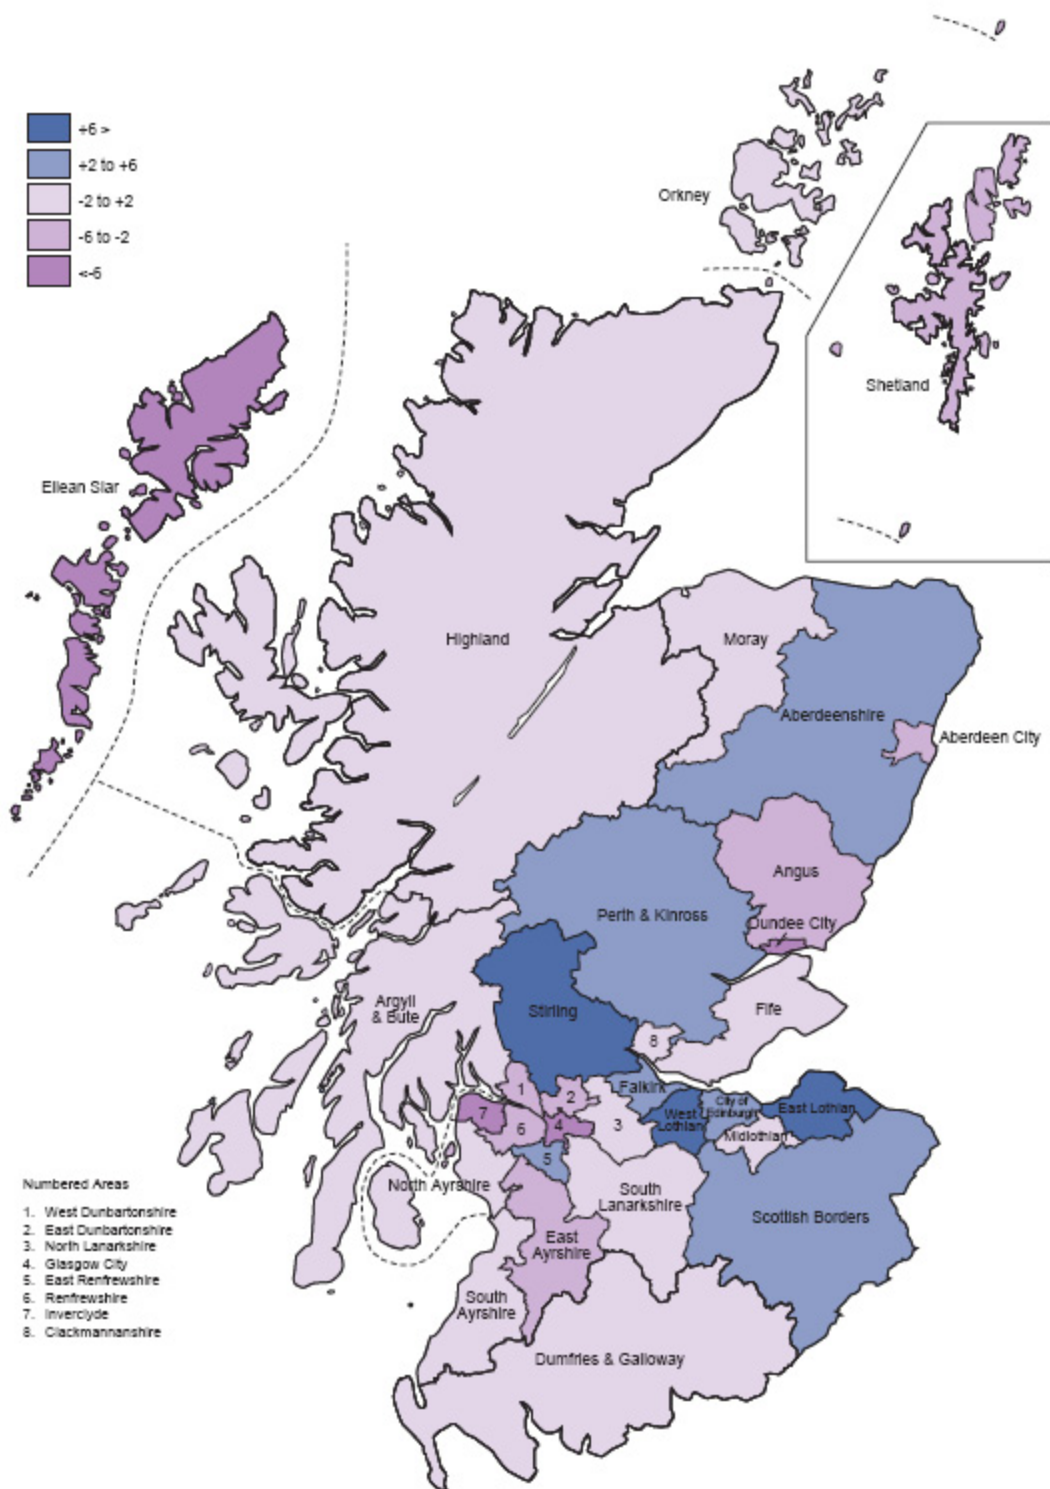 +6 >
+2 to +6
-2 to +2
-6 to -2
<-6
Orkney
Shetland
Eilean Siar
Highland
Moray
Aberdeenshire
Aberdeen City
Angus
Perth & Kinross
Dundee City
Stirling
Argyll
& Bute
Fife
8
Falkirk
1
2
City of
Edinburgh
East Lothian
West
Lothian
7
6
4
3
Midlothian
5
North Ayrshire
South
Lanarkshire
Scottish Borders
East
Ayrshire
South
Ayrshire
Dumfries & Galloway
Numbered Areas
1. West Dunbartonshire
2. East Dunbartonshire
3. North Lanarkshire
4. Glasgow City
5. East Renfrewshire
6. Renfrewshire
7. Inverclyde
8. Clackmannanshire